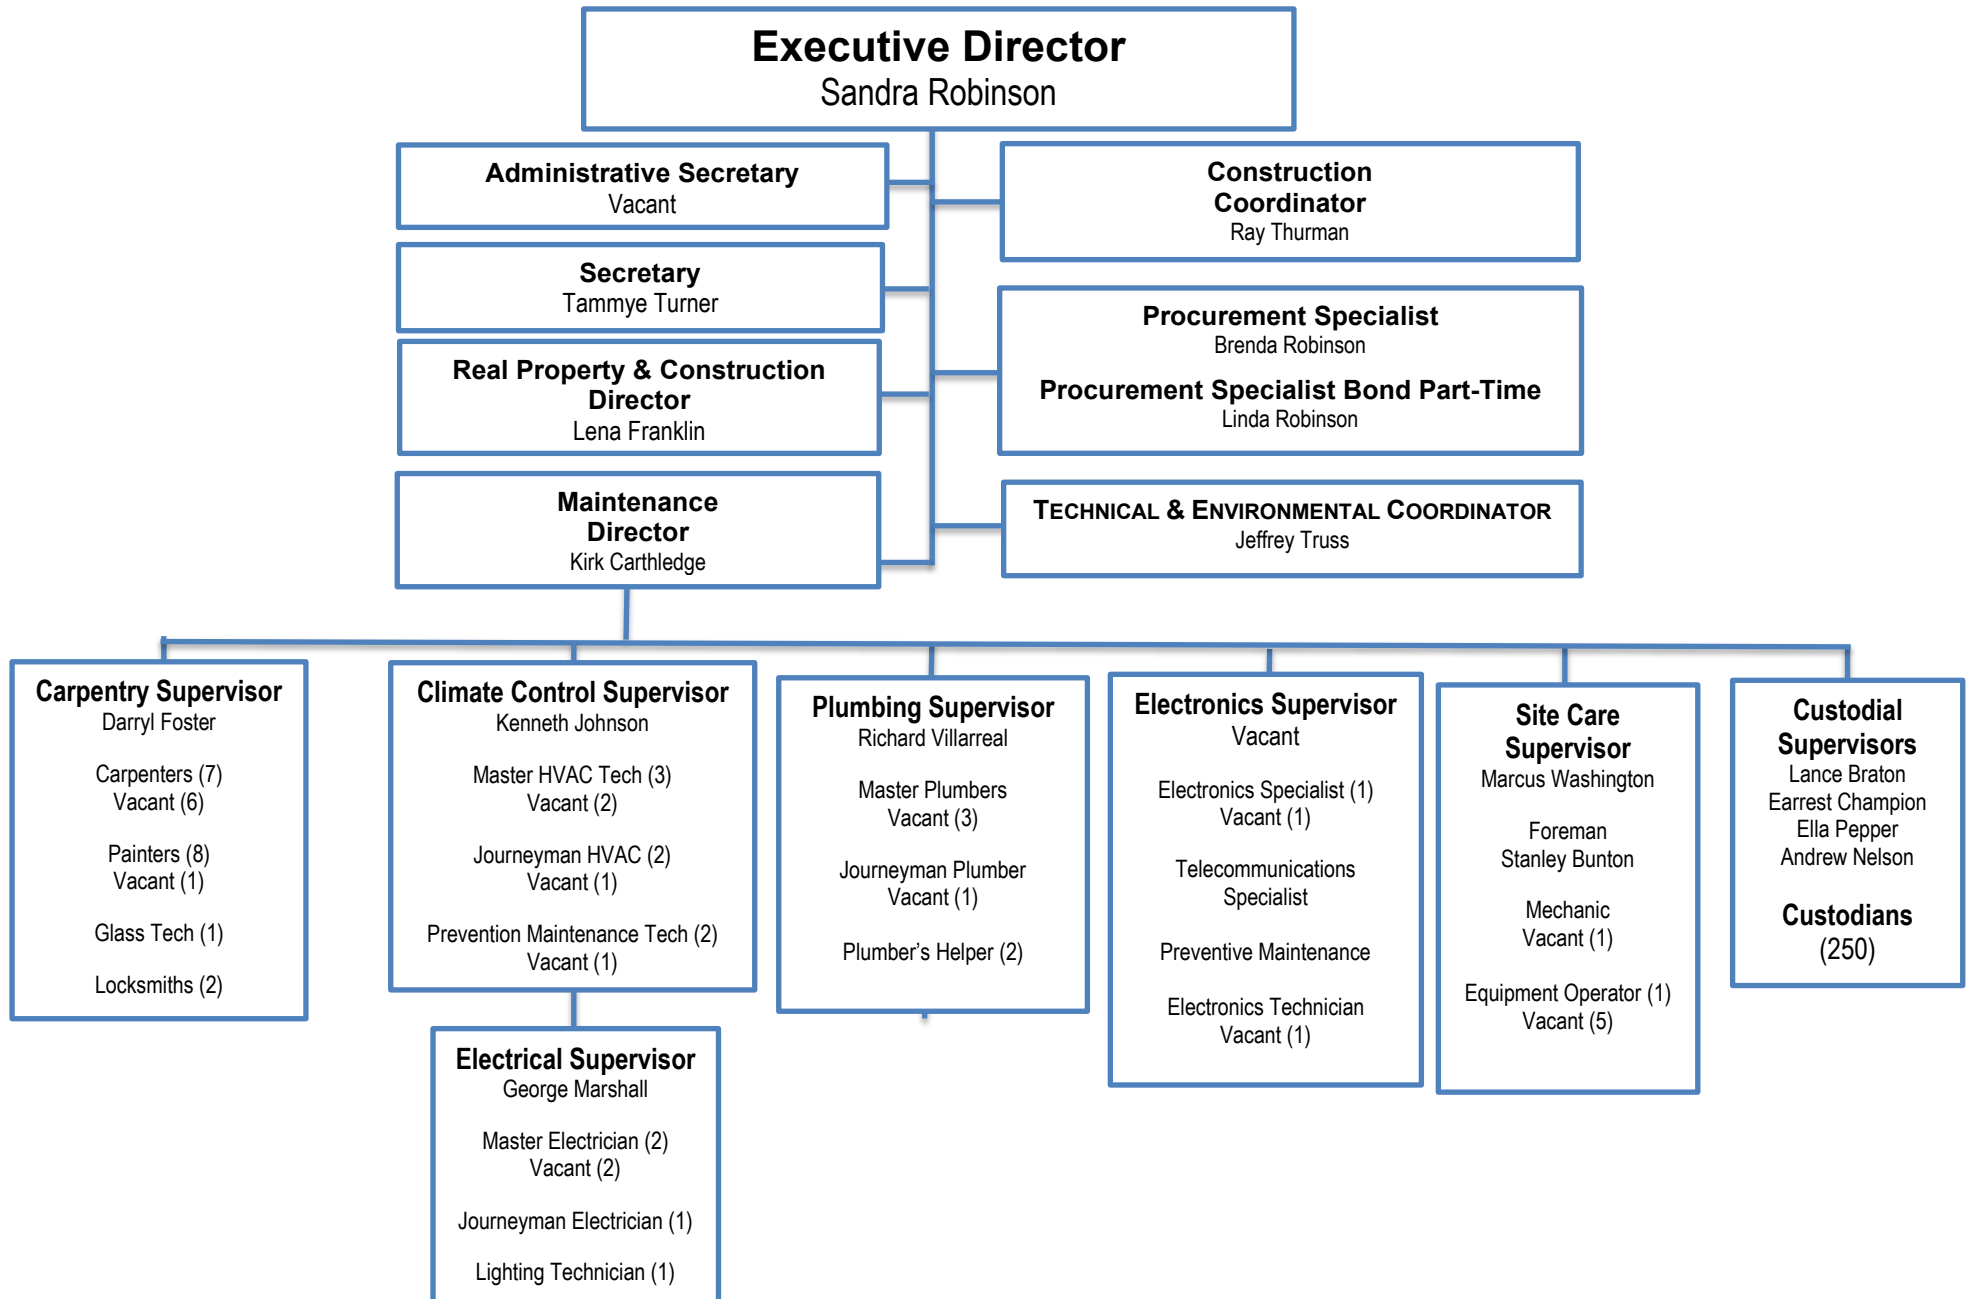 Executive Director
Sandra Robinson
Administrative Secretary
Vacant
Construction
Coordinator
Ray Thurman
Secretary
Tammye Turner
Procurement Specialist
Brenda Robinson
Procurement Specialist Bond Part-Time
Linda Robinson
Real Property & Construction
Director
Lena Franklin
Maintenance
Director
Kirk Carthledge
TECHNICAL & ENVIRONMENTAL COORDINATOR
Jeffrey Truss
Carpentry Supervisor
Darryl Foster
Carpenters (7)
Vacant (6)
Painters (8)
Vacant (1)
Glass Tech (1)
Locksmiths (2)
Climate Control Supervisor
Kenneth Johnson
Master HVAC Tech (3)
Vacant (2)
Journeyman HVAC (2)
Vacant (1)
Prevention Maintenance Tech (2)
Vacant (1)
Electrical Supervisor
George Marshall
Master Electrician (2)
Vacant (2)
Journeyman Electrician (1)
Lighting Technician (1)
Plumbing Supervisor
Richard Villarreal
Master Plumbers
Vacant (3)
Journeyman Plumber
Vacant (1)
Plumber’s Helper (2)
Electronics Supervisor
Vacant
Electronics Specialist (1)
Vacant (1)
Telecommunications
Specialist
Preventive Maintenance
Electronics Technician
Vacant (1)
Site Care
Supervisor
Marcus Washington
Foreman
Stanley Bunton
Mechanic
Vacant (1)
Equipment Operator (1)
Vacant (5)
Custodial
Supervisors
Lance Braton
Earrest Champion
Ella Pepper
Andrew Nelson
Custodians
(250)